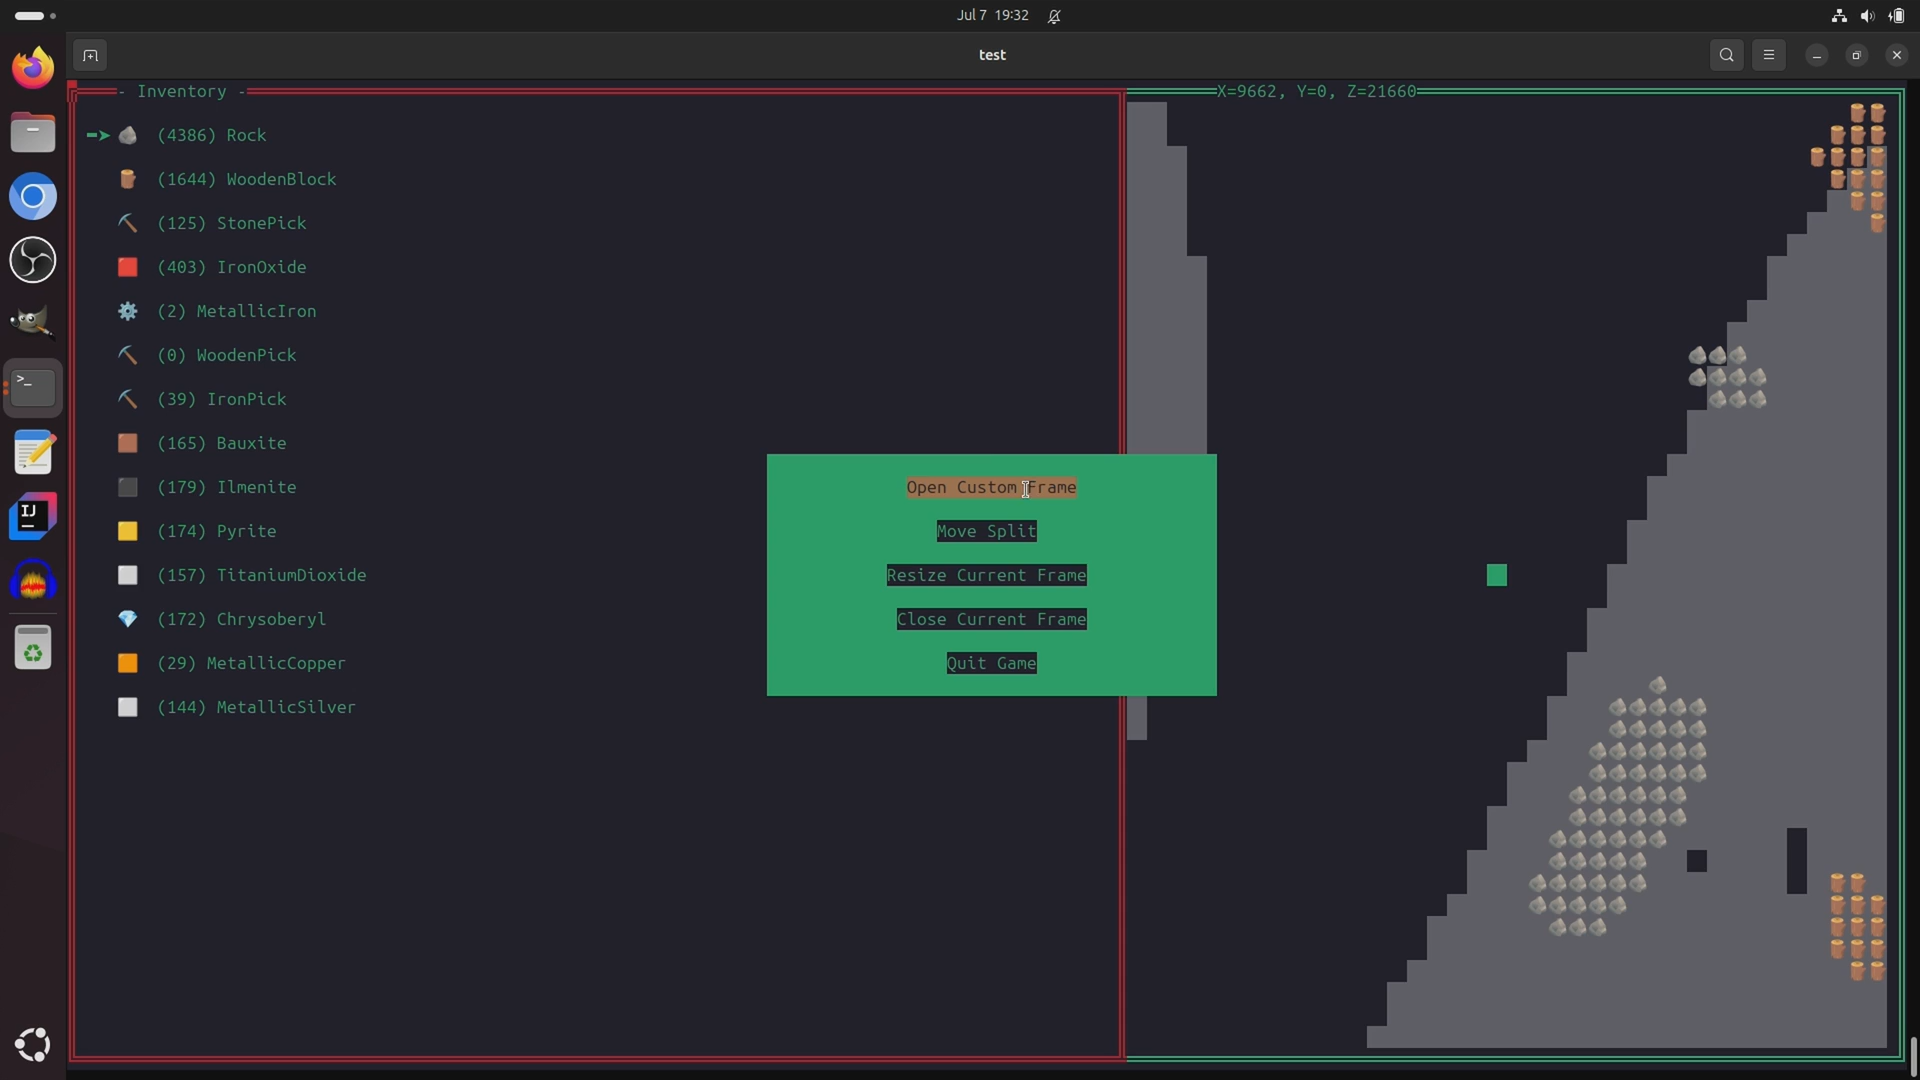 Jul 7 19:32
test
- Inventory -
X=9662, Y=0, Z=21660
(4386) Rock
(1644) WoodenBlock
(125) StonePick
(403) IronOxide
(2) MetallicIron
(0) WoodenPick
(39) IronPick
(165) Bauxite
(179) Ilmenite
(174) Pyrite
(157) TitaniumDioxide
(172) Chrysoberyl
(29) MetallicCopper
(144) MetallicSilver
Open Custom Frame
Move Split
Resize Current Frame
Close Current Frame
Quit Game
>_
IJ